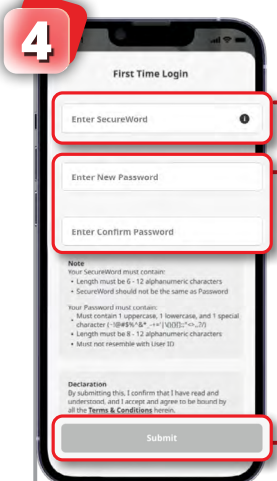 4
First Time Login
Enter SecureWord
Enter New Password
Enter Confirm Password
Note
Your SecureWord must contain:
• Length must be 6 - 12 alphanumeric characters
• SecureWord should not be the same as Password
Your Password must contain:
• Must contain 1 uppercase, 1 lowercase, and 1 special
• Length must be 8 - 12 alphanumeric characters
• Must not resemble with User ID
Declaration
By submitting this, I confirm that I have read and
understand, and I accept and agree to be bound by
all the Terms & Conditions herein.
Submit